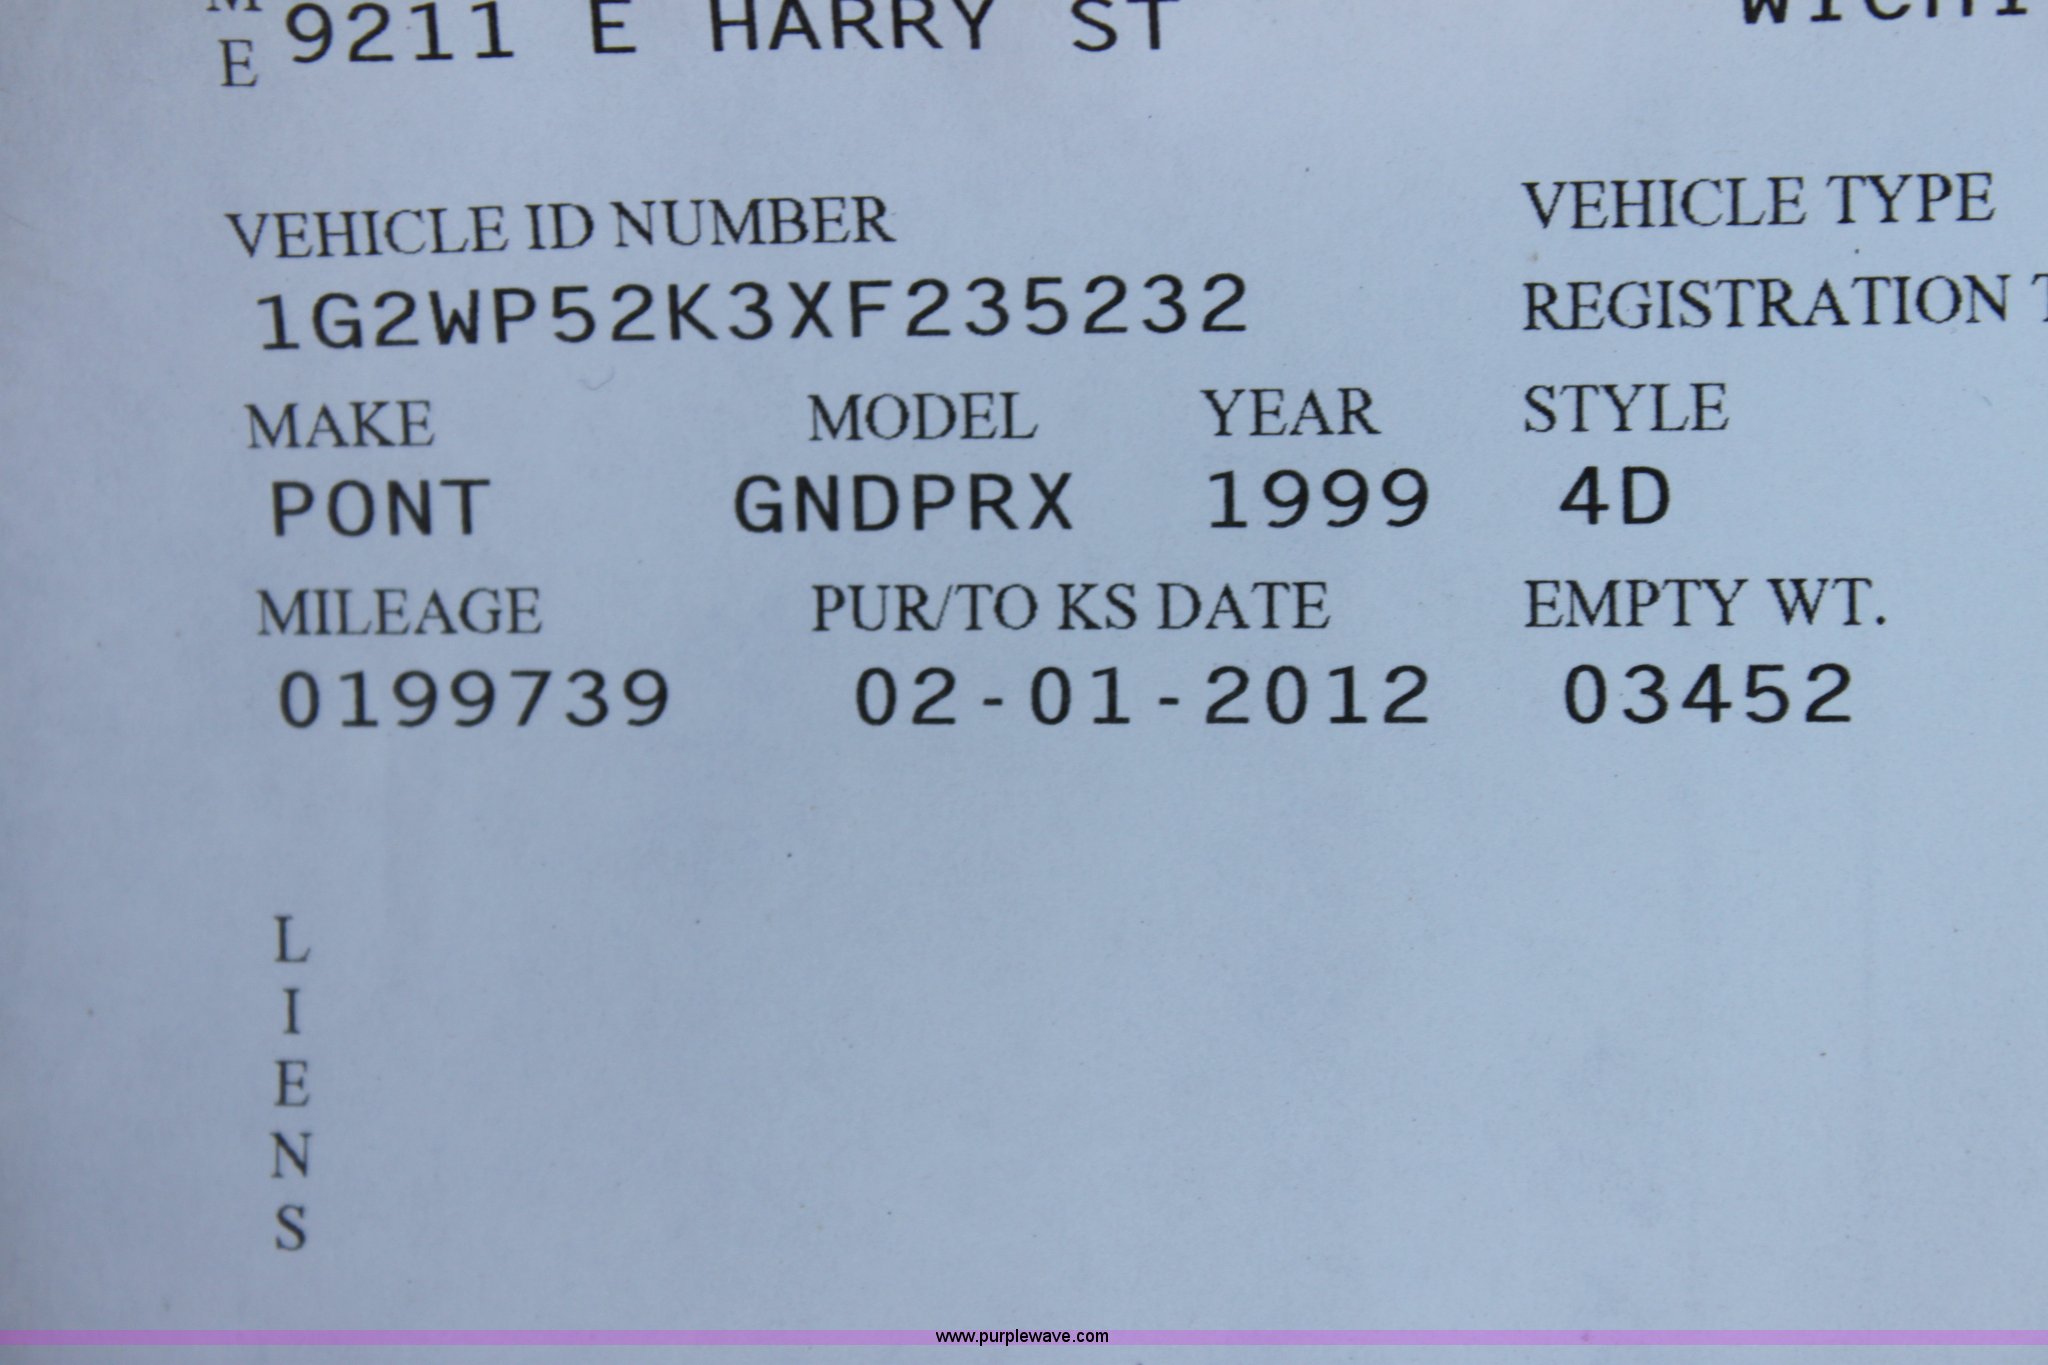 M
E 9211 E HARRY ST
VEHICLE ID NUMBER VEHICLE TYPE
1G2WP52K3XF235232 REGISTRATION T
MAKE MODEL YEAR STYLE
PONT GNDPRX 1999 4D
MILEAGE PUR/TO KS DATE EMPTY WT.
0199739 02-01-2012 03452
L
I
E
N
S
www.purplewave.com